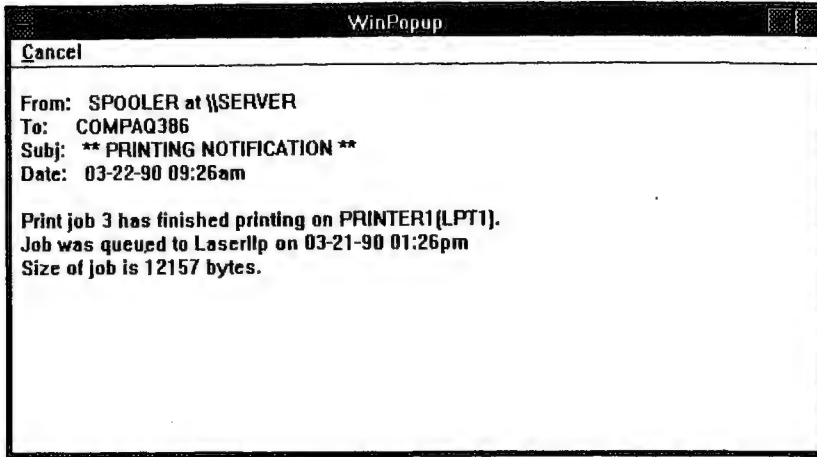 WinPopup
Cancel
From: SPOOLER at \\SERVER
To: COMPAQ386
Subj: ** PRINTING NOTIFICATION **
Date: 03-22-90 09:26am
Print job 3 has finished printing on PRINTER1(LPT1).
Job was queued to LaserIIp on 03-21-90 01:26pm
Size of job is 12157 bytes.